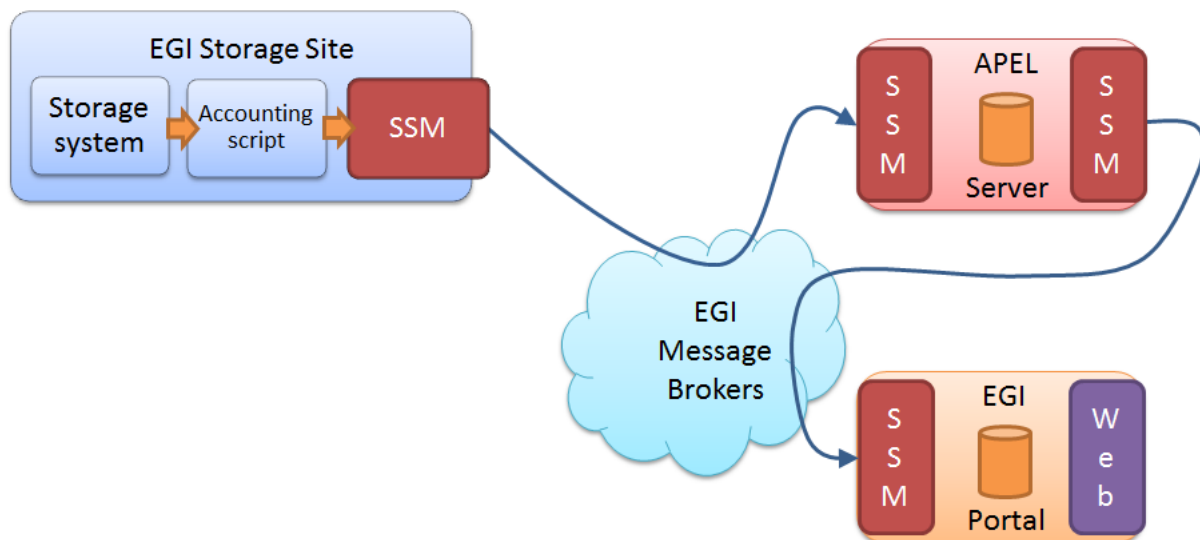 EGI Storage Site
Storage
system
Accounting
script
SSM
S
S
M
APEL
Server
S
S
M
EGI
Message
Brokers
S
S
M
EGI
Portal
W
e
b